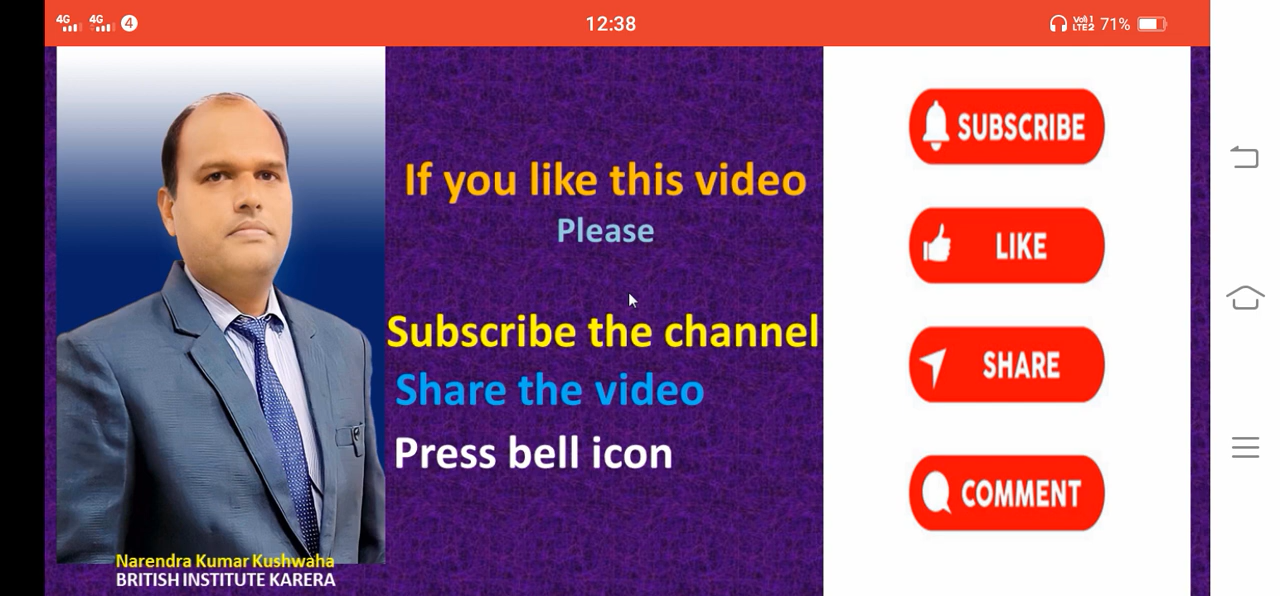 4G 4G 4
12:38
Vo)) 1 LTE2 71%
If you like this video
Please
Subscribe the channel
Share the video
Press bell icon
Narendra Kumar Kushwaha
BRITISH INSTITUTE KARERA
SUBSCRIBE
LIKE
SHARE
COMMENT